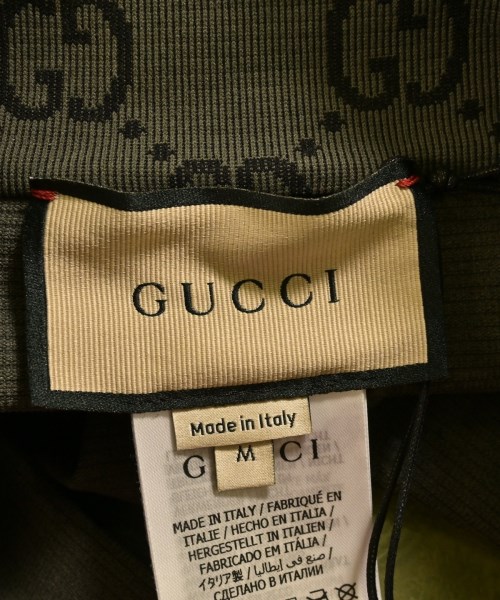 GUCCI
Made in Italy
M
G CI
MADE IN ITALY / FABRIQUÉ EN
ITALIE / HECHO EN ITALIA /
HERGESTELLT IN ITALIEN /
FABRICADO EM ITÁLIA /
صنع في إيطاليا /
イタリア製 /
СДЕЛАНО В ИТАЛИИ